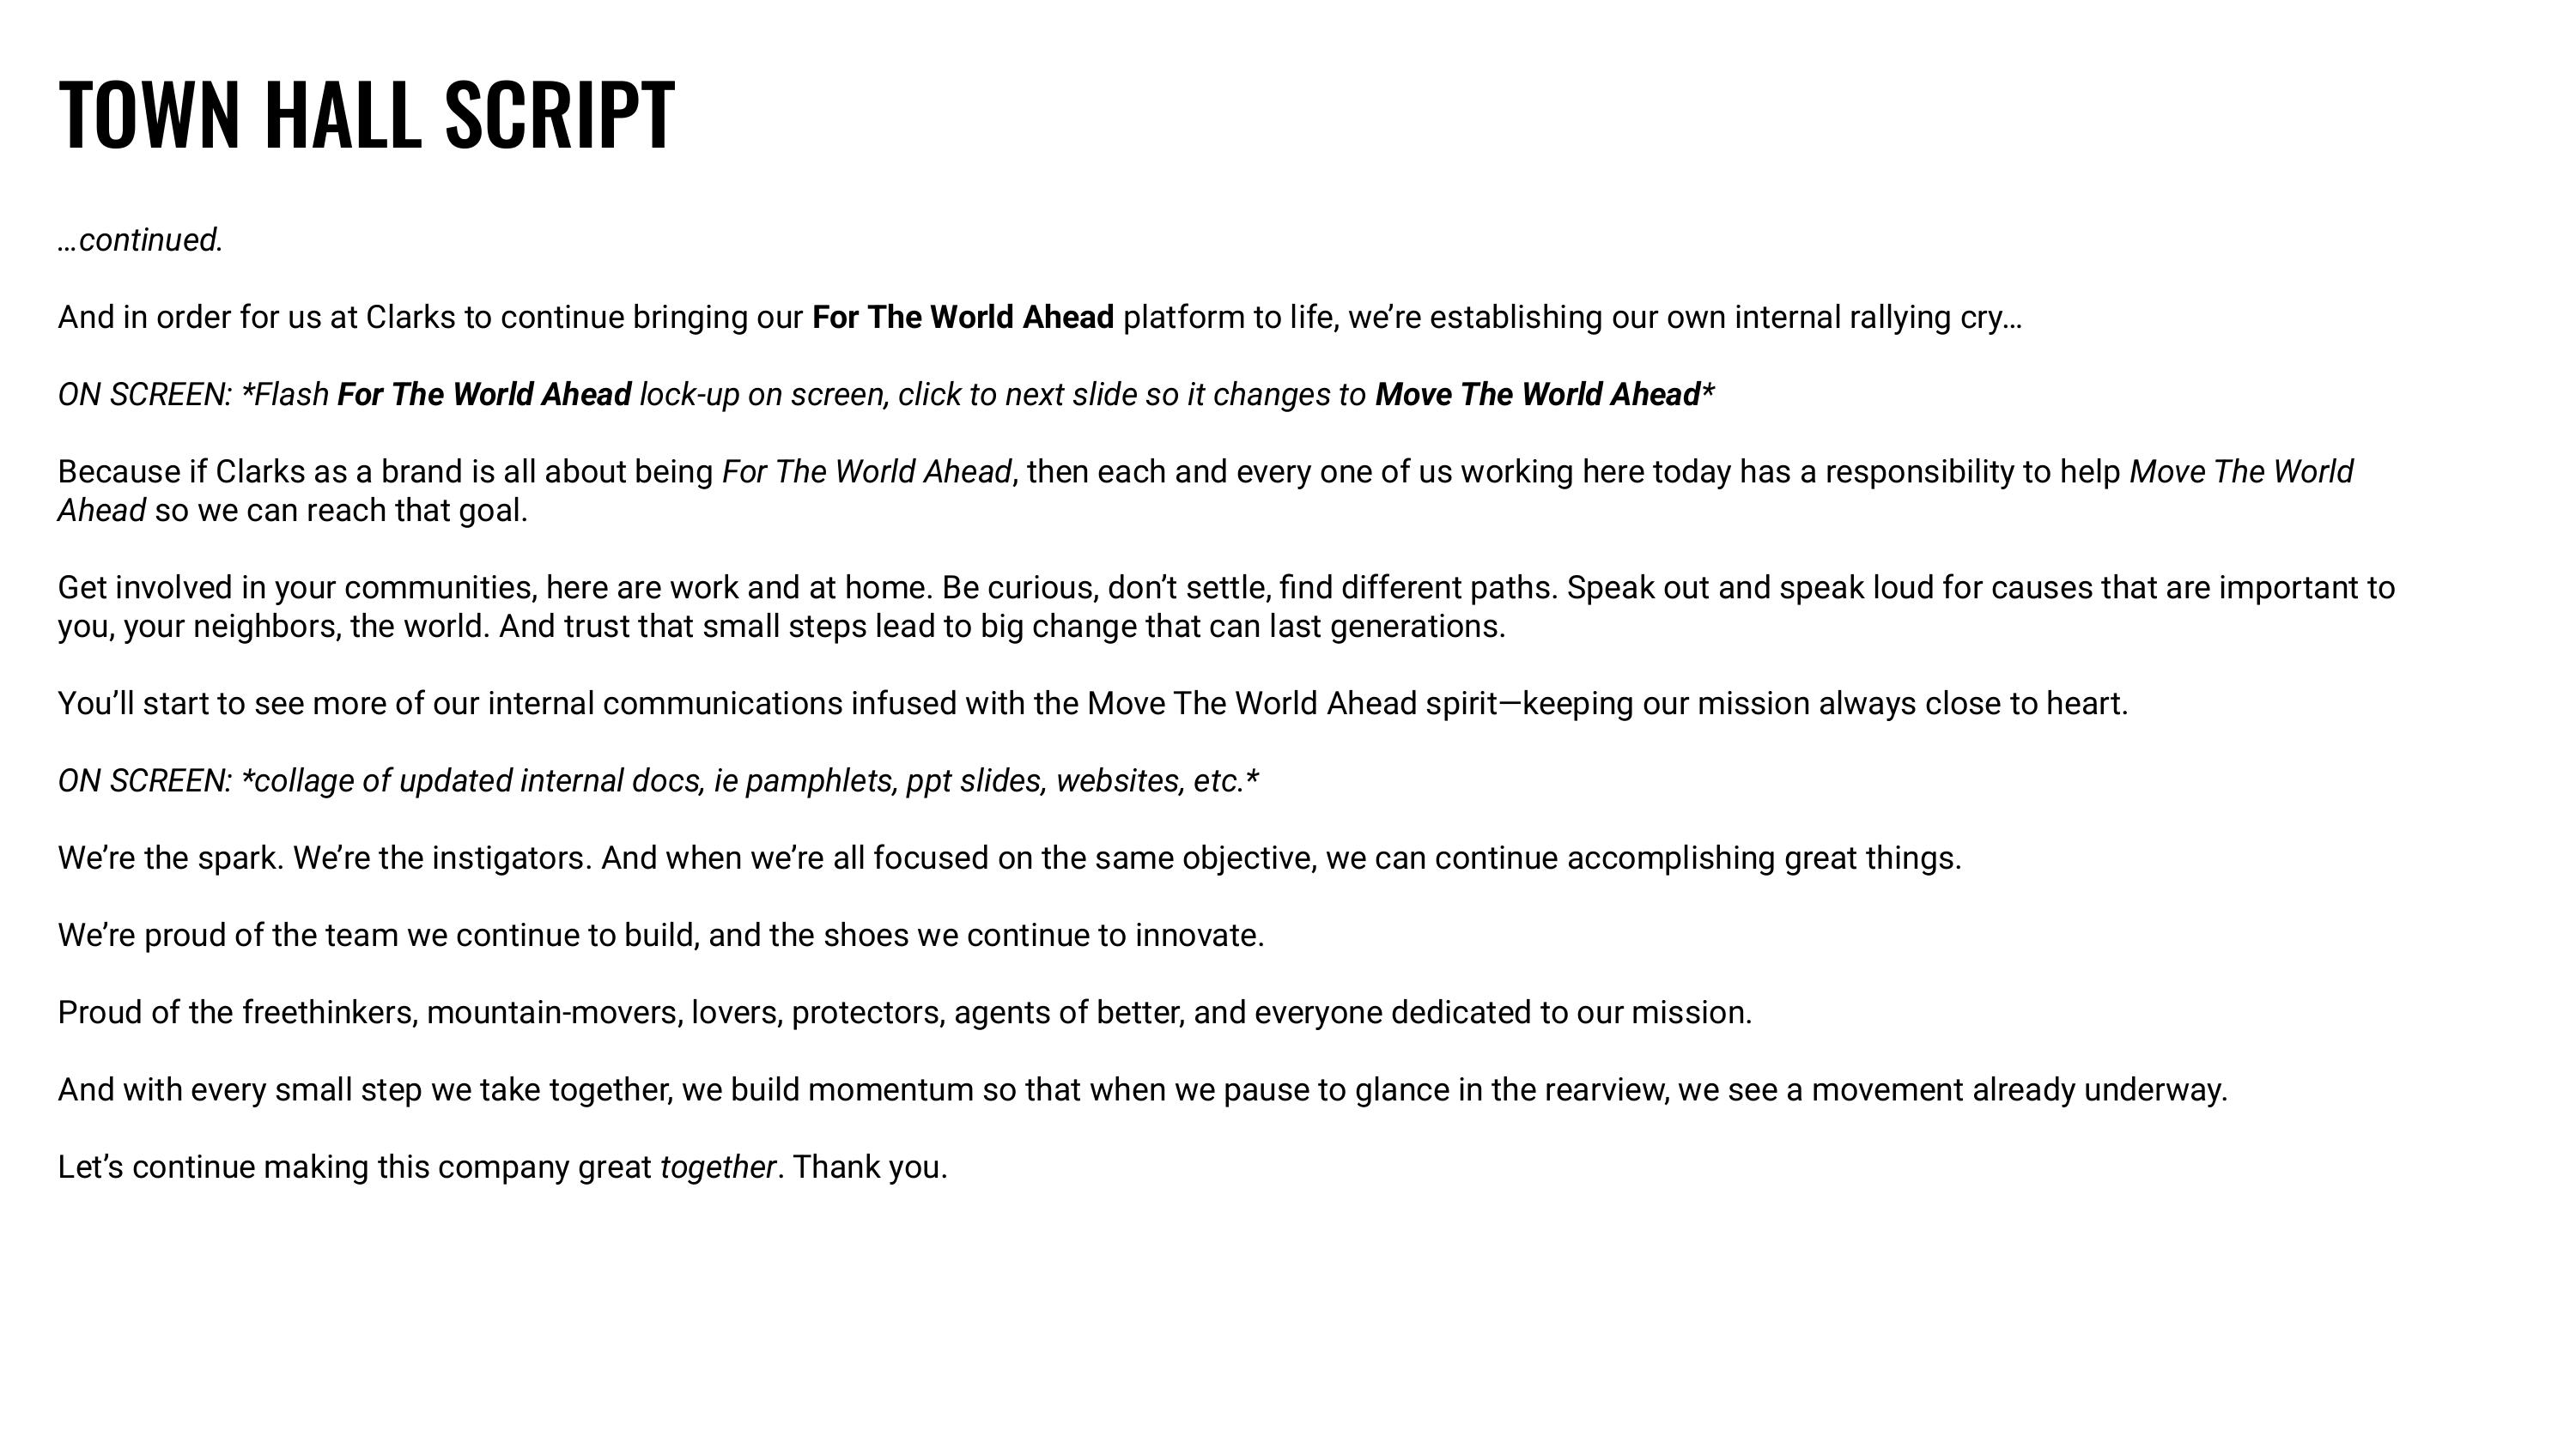 TOWN HALL SCRIPT
…continued.
And in order for us at Clarks to continue bringing our For The World Ahead platform to life, we’re establishing our own internal rallying cry…
ON SCREEN: *Flash For The World Ahead lock-up on screen, click to next slide so it changes to Move The World Ahead*
Because if Clarks as a brand is all about being For The World Ahead, then each and every one of us working here today has a responsibility to help Move The World
Ahead so we can reach that goal.
Get involved in your communities, here are work and at home. Be curious, don’t settle, find different paths. Speak out and speak loud for causes that are important to
you, your neighbors, the world. And trust that small steps lead to big change that can last generations.
You’ll start to see more of our internal communications infused with the Move The World Ahead spirit—keeping our mission always close to heart.
ON SCREEN: *collage of updated internal docs, ie pamphlets, ppt slides, websites, etc.*
We’re the spark. We’re the instigators. And when we’re all focused on the same objective, we can continue accomplishing great things.
We’re proud of the team we continue to build, and the shoes we continue to innovate.
Proud of the freethinkers, mountain-movers, lovers, protectors, agents of better, and everyone dedicated to our mission.
And with every small step we take together, we build momentum so that when we pause to glance in the rearview, we see a movement already underway.
Let’s continue making this company great together. Thank you.